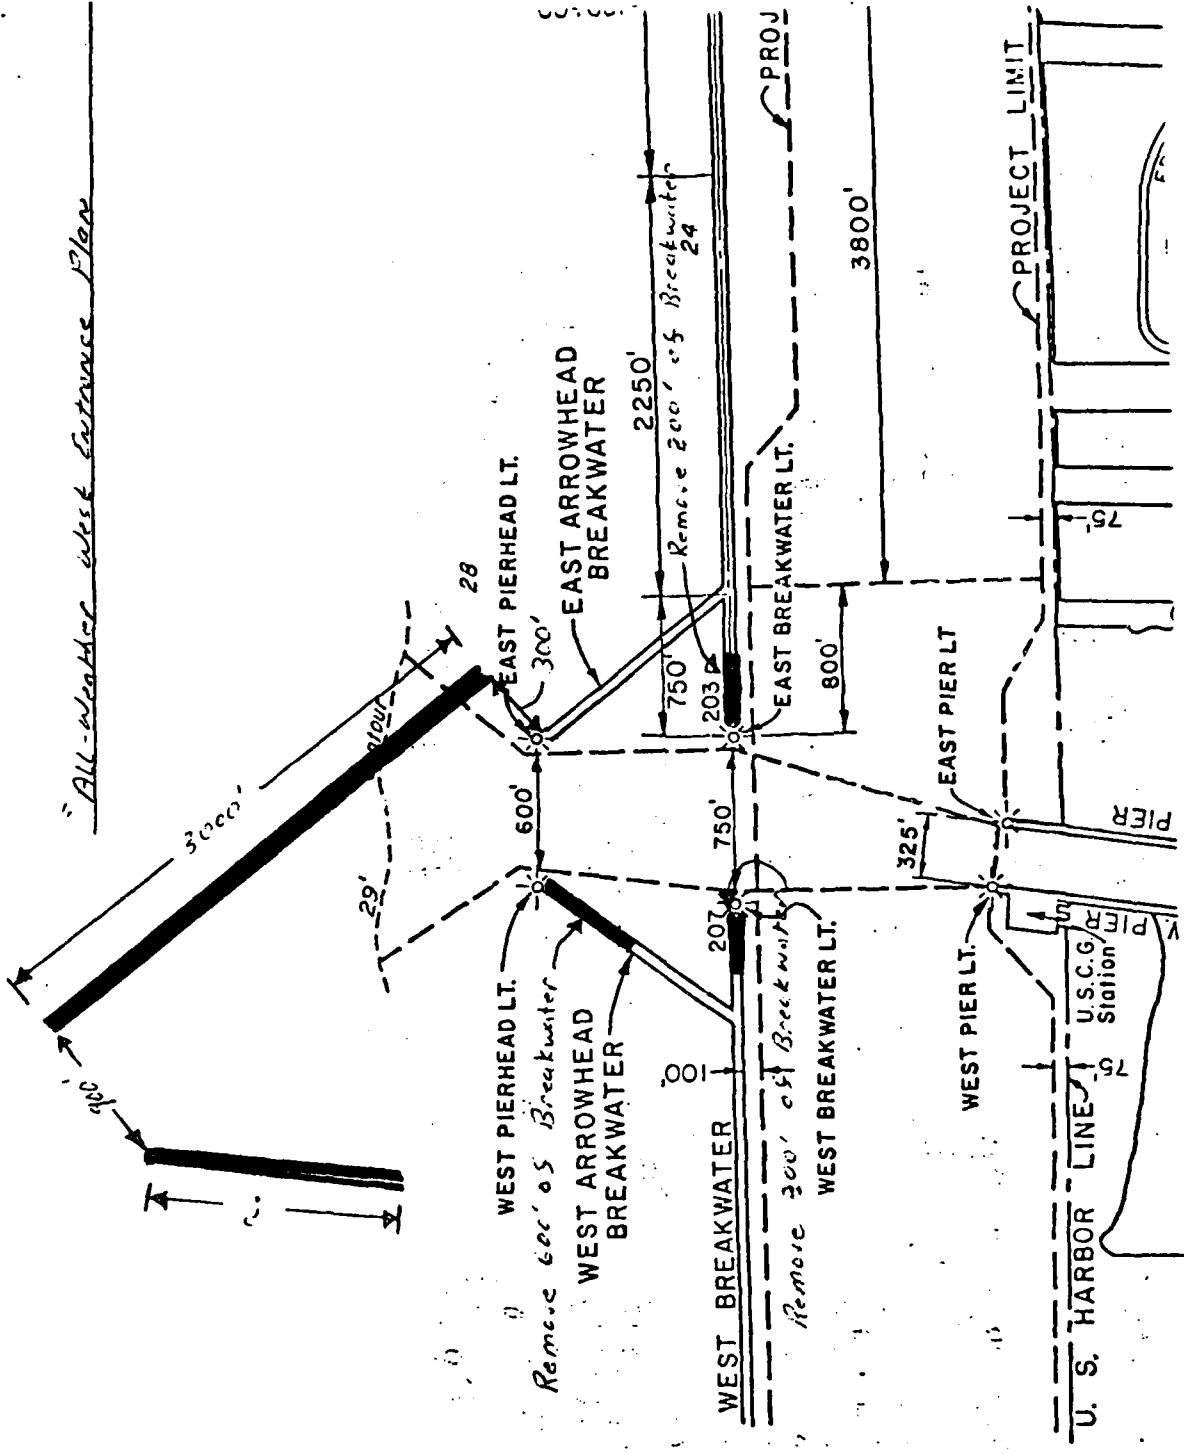 "ALL-Weather West Entrance Plan"
3000'
29'
28
EAST PIERHEAD LT.
300'
EAST ARROWHEAD
BREAKWATER
600'
WEST PIERHEAD LT.
Remove 600' of Breakwater
WEST ARROWHEAD
BREAKWATER
2250'
Remove 200' of Breakwater
24
750'
203
EAST BREAKWATER LT.
800'
3800'
PROJ
PROJECT LIMIT
750'
207
WEST BREAKWATER LT.
Remove 300' of Breakwater
100'
WEST BREAKWATER
EAST PIER LT
325'
WEST PIER LT.
PIER
PIER
U.S.C.G.
Station
75'
75'
U. S. HARBOR LINE